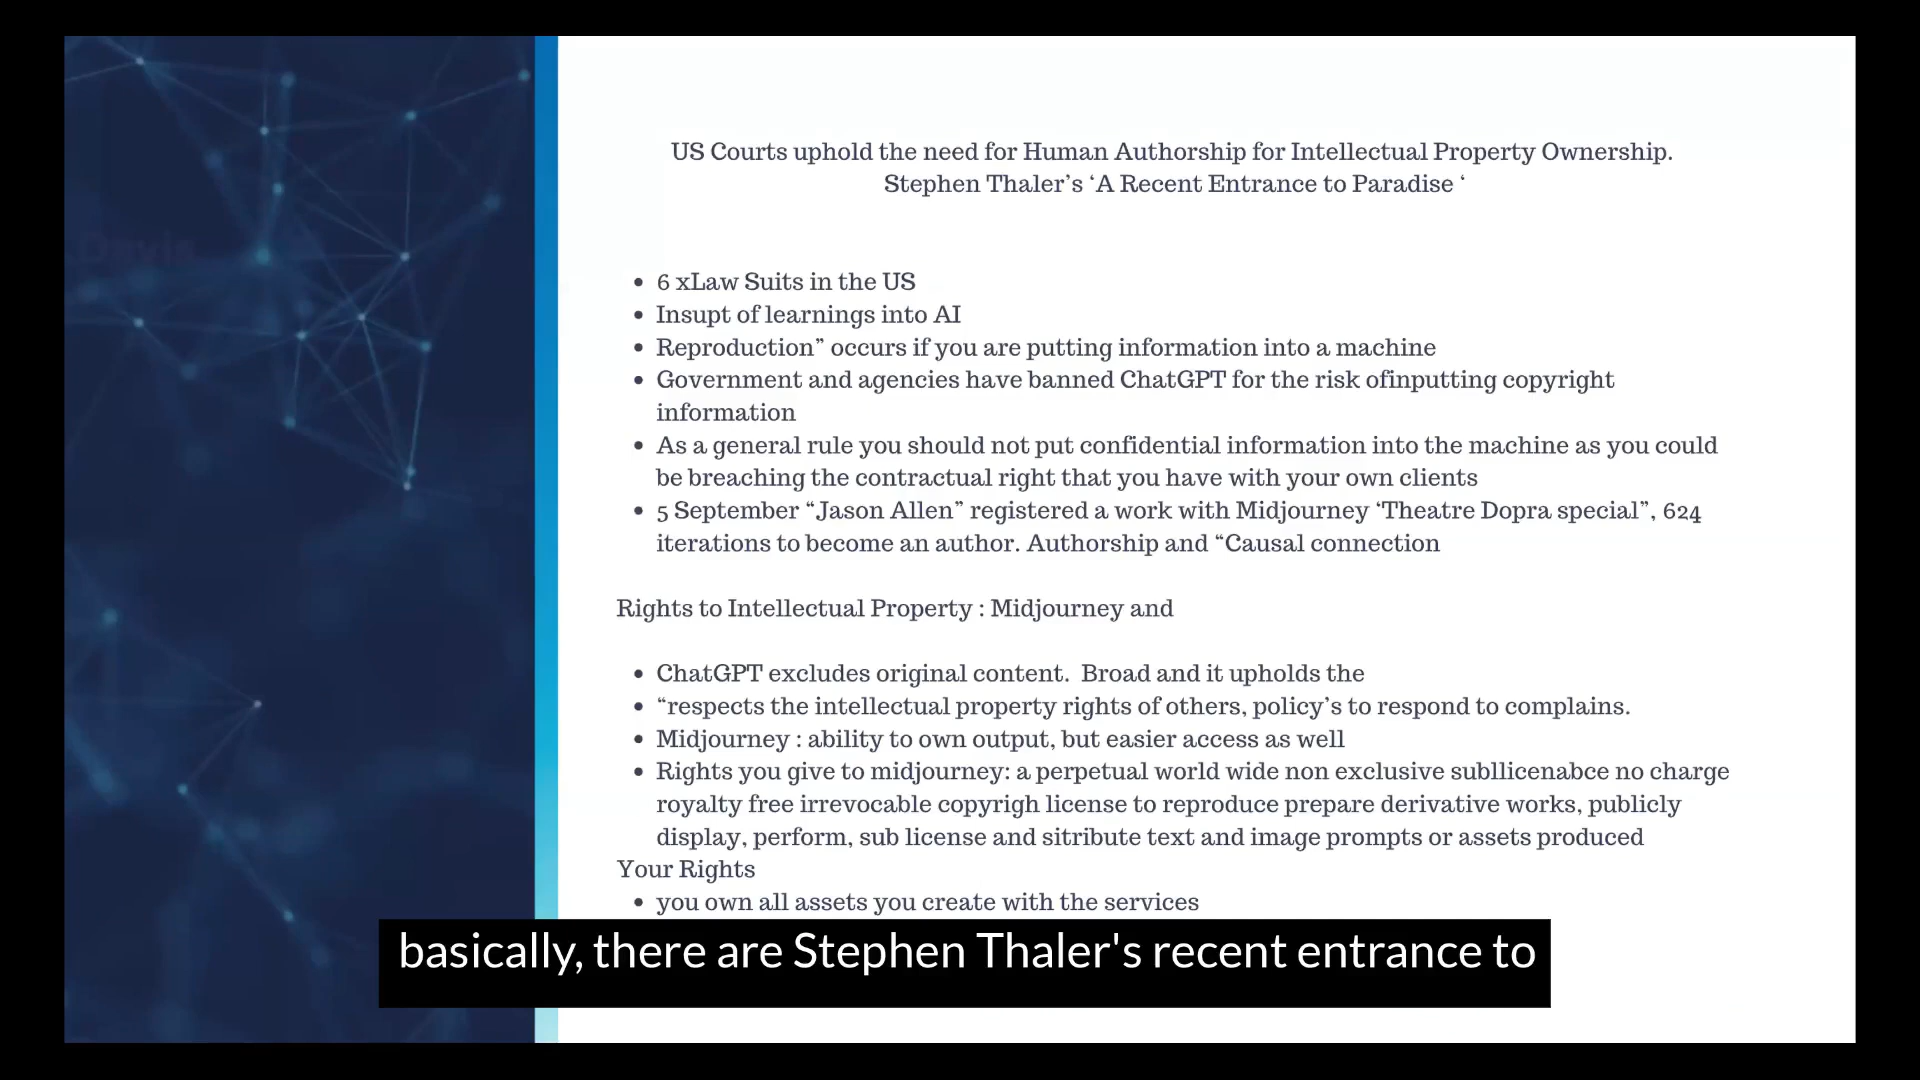 US Courts uphold the need for Human Authorship for Intellectual Property Ownership.
Stephen Thaler’s ‘A Recent Entrance to Paradise ‘
• 6 xLaw Suits in the US
• Insupt of learnings into AI
• Reproduction” occurs if you are putting information into a machine
• Government and agencies have banned ChatGPT for the risk ofinputting copyright
information
• As a general rule you should not put confidential information into the machine as you could
be breaching the contractual right that you have with your own clients
• 5 September “Jason Allen” registered a work with Midjourney ‘Theatre Dopra special”, 624
iterations to become an author. Authorship and “Causal connection
Rights to Intellectual Property : Midjourney and
• ChatGPT excludes original content.  Broad and it upholds the
• “respects the intellectual property rights of others, policy’s to respond to complains.
• Midjourney : ability to own output, but easier access as well
• Rights you give to midjourney: a perpetual world wide non exclusive subllicenabce no charge
royalty free irrevocable copyrigh license to reproduce prepare derivative works, publicly
display, perform, sub license and sitribute text and image prompts or assets produced
Your Rights
• you own all assets you create with the services
basically, there are Stephen Thaler's recent entrance to